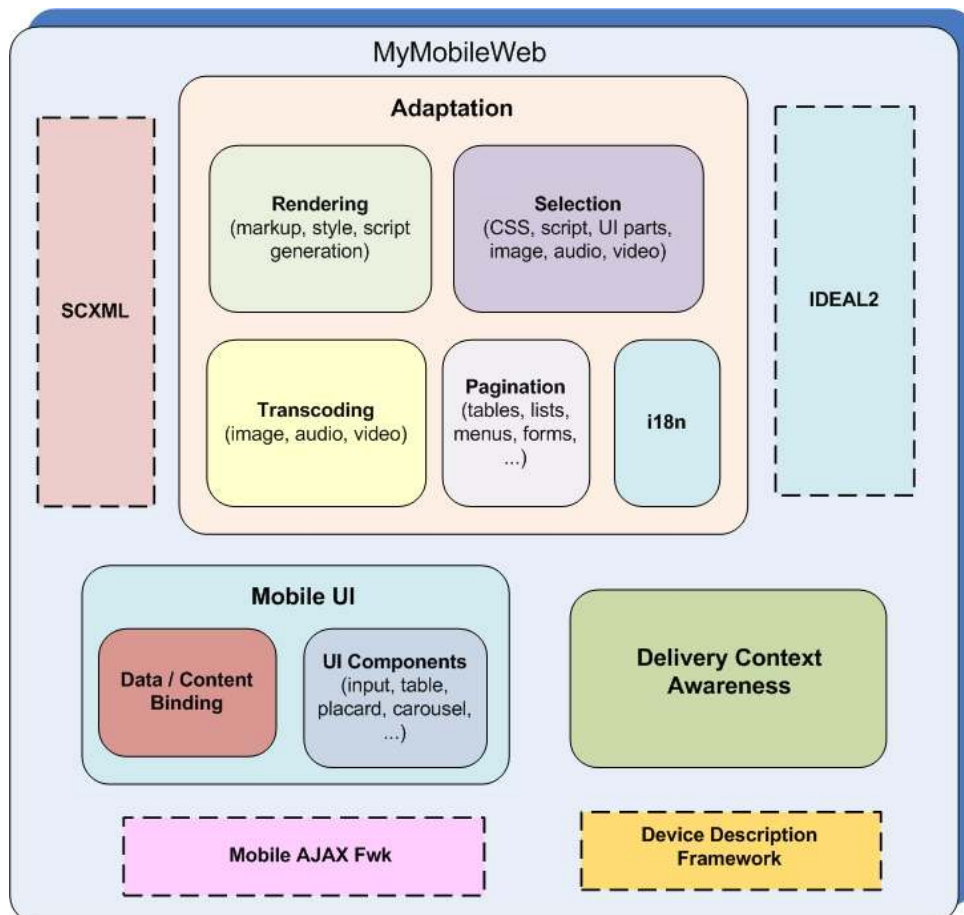 MyMobileWeb
Adaptation
Rendering
(markup, style, script
generation)
Selection
(CSS, script, UI parts,
image, audio, video)
SCXML
IDEAL2
Transcoding
(image, audio, video)
Pagination
(tables, lists,
menus, forms,
...)
i18n
Mobile UI
Data / Content
Binding
UI Components
(input, table,
placard, carousel,
...)
Delivery Context
Awareness
Mobile AJAX Fwk
Device Description
Framework